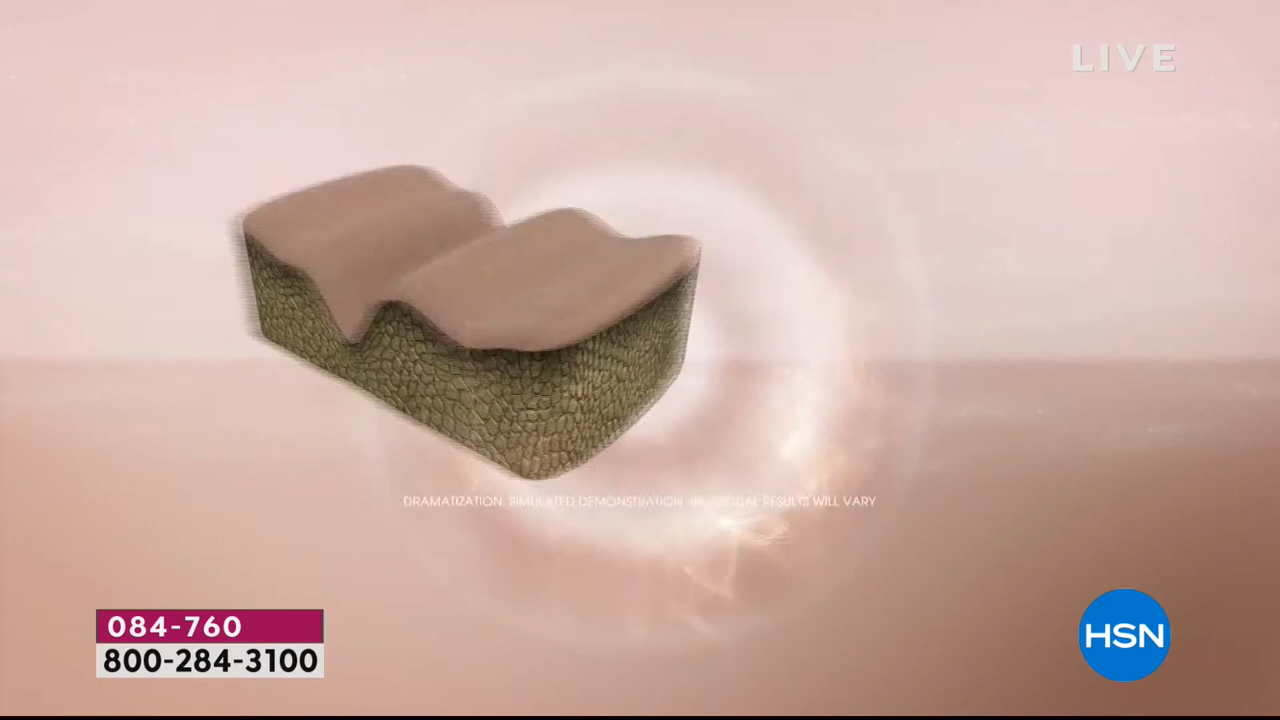 LIVE
DRAMATIZATION. SIMULATED DEMONSTRATION. RESULTS WILL VARY
084-760
800-284-3100
HSN